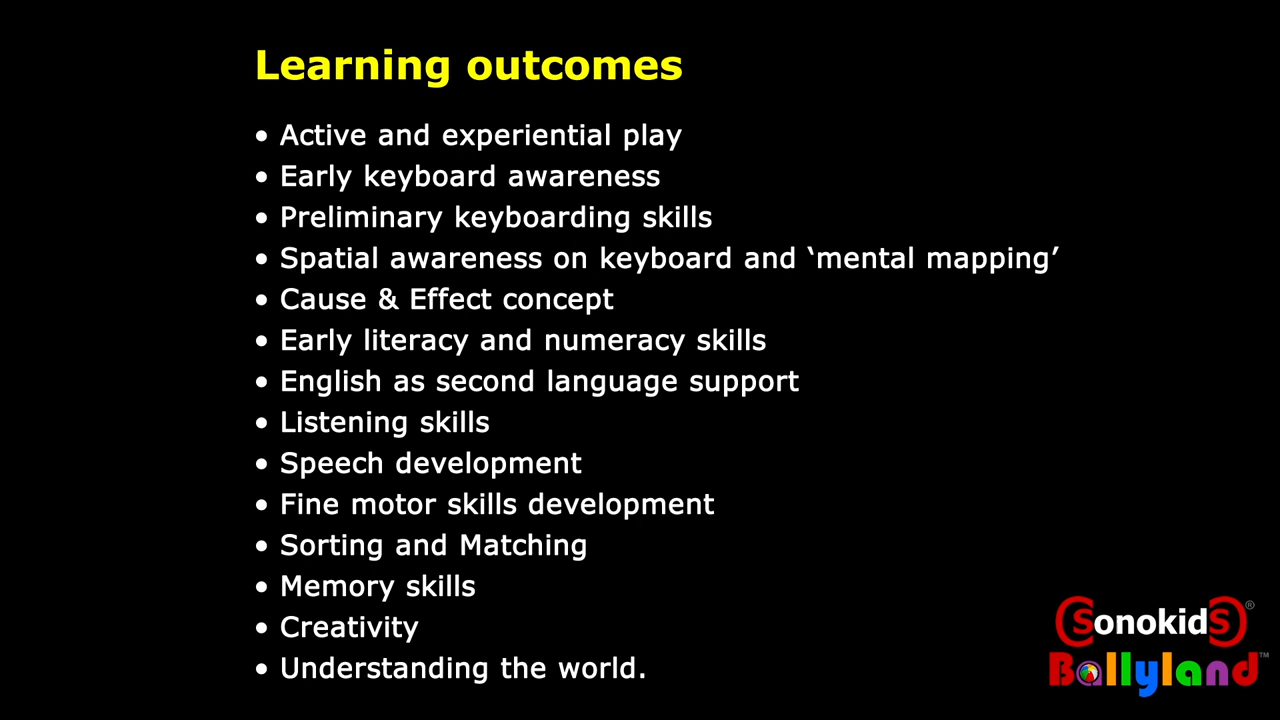 Learning outcomes
• Active and experiential play
• Early keyboard awareness
• Preliminary keyboarding skills
• Spatial awareness on keyboard and ‘mental mapping’
• Cause & Effect concept
• Early literacy and numeracy skills
• English as second language support
• Listening skills
• Speech development
• Fine motor skills development
• Sorting and Matching
• Memory skills
• Creativity
• Understanding the world.
SonokidS®
Ballyland™